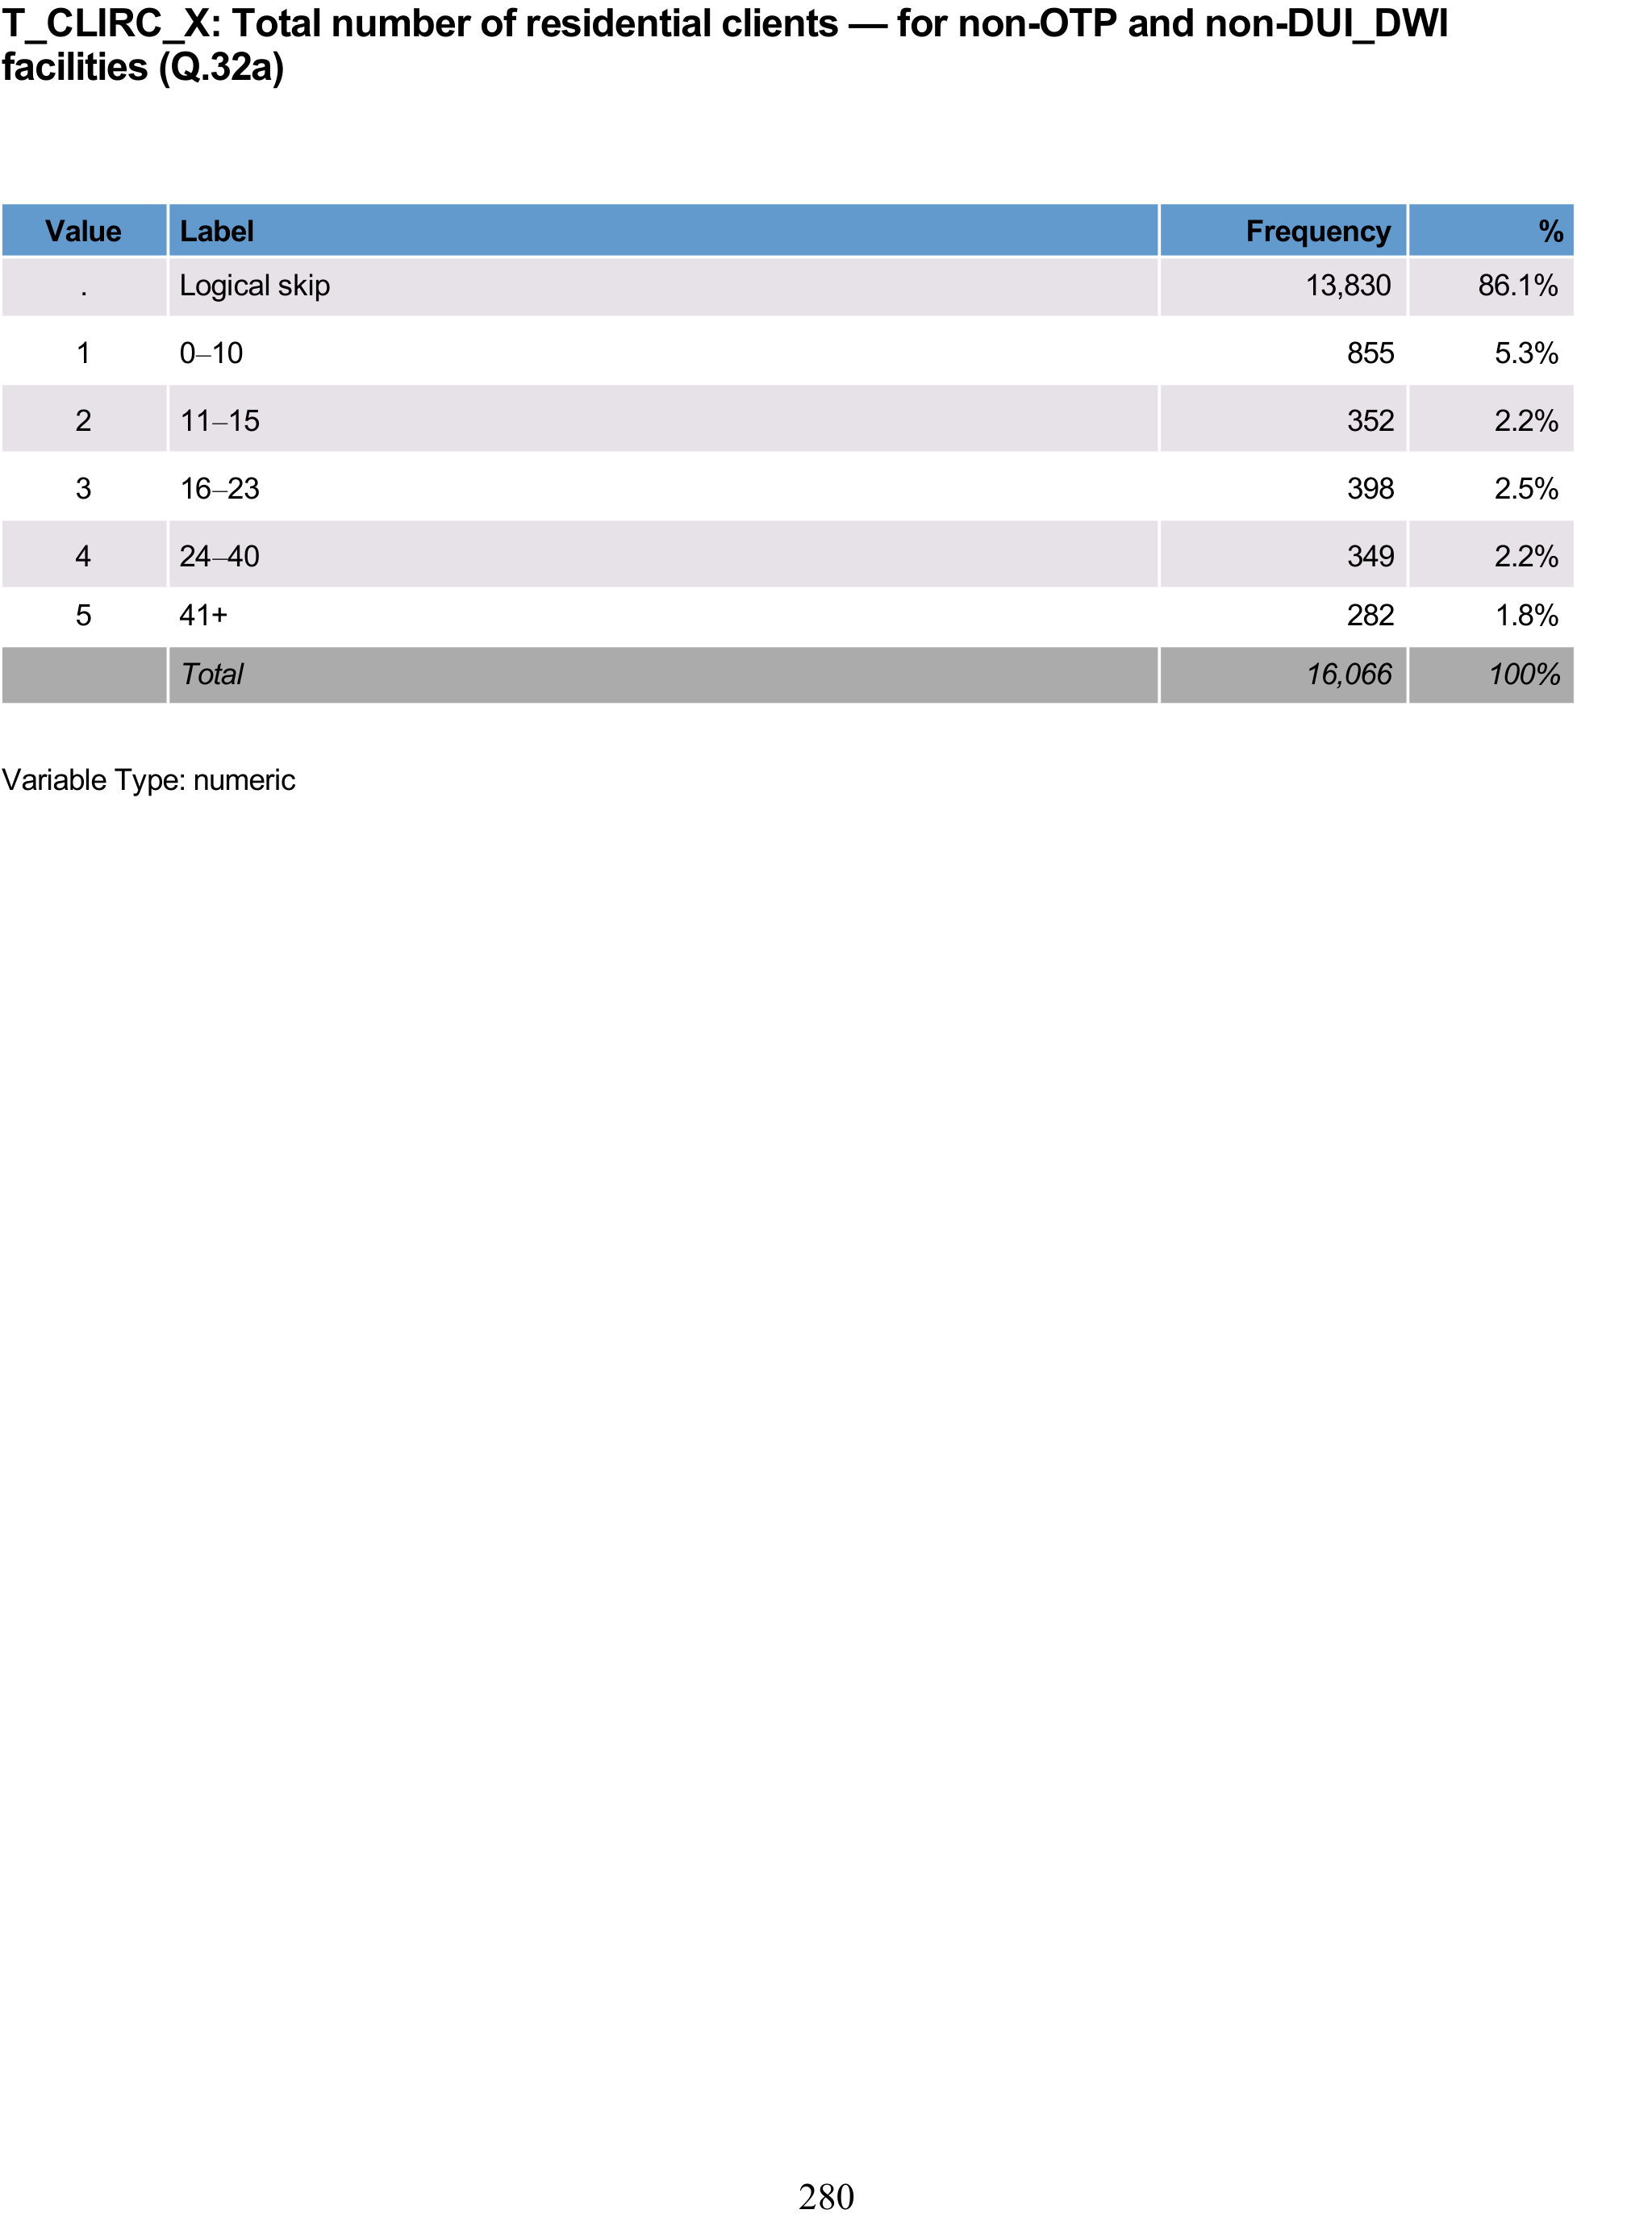 T_CLIRC_X: Total number of residential clients — for non-OTP and non-DUI_DWI
facilities (Q.32a)
Value Label Frequency %
. Logical skip 13,830 86.1%
1 0–10 855 5.3%
2 11–15 352 2.2%
3 16–23 398 2.5%
4 24–40 349 2.2%
5 41+ 282 1.8%
Total 16,066 100%
Variable Type: numeric
280